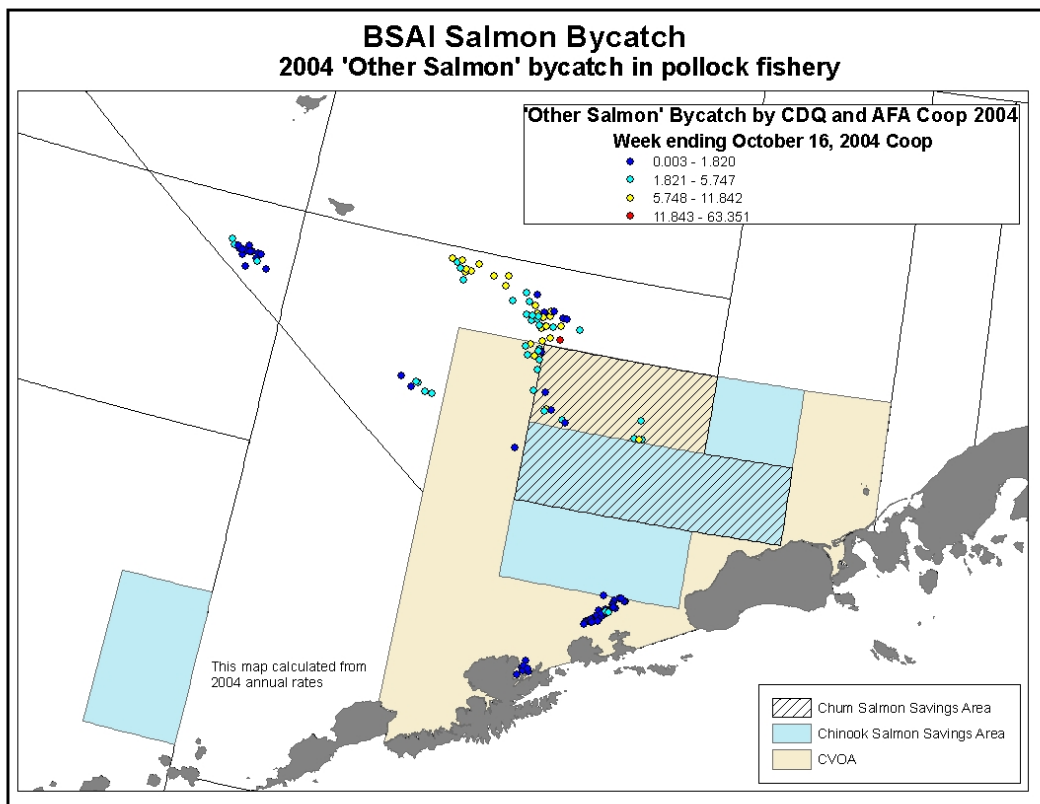 BSAI Salmon Bycatch
2004 'Other Salmon' bycatch in pollock fishery
'Other Salmon' Bycatch by CDQ and AFA Coop 2004
Week ending October 16, 2004 Coop
0.003 - 1.820
1.821 - 5.747
5.748 - 11.842
11.843 - 63.351
This map calculated from
2004 annual rates
Chum Salmon Savings Area
Chinook Salmon Savings Area
CVOA